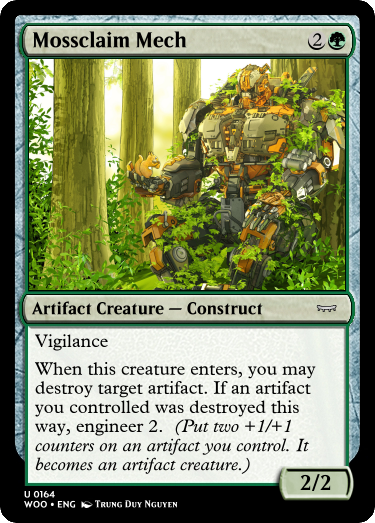 Mossclaim Mech 2
Artifact Creature — Construct
Vigilance
When this creature enters, you may
destroy target artifact. If an artifact
you controlled was destroyed this
way, engineer 2. (Put two +1/+1
counters on an artifact you control. It
becomes an artifact creature.)
2/2
U 0164
WOO • ENG Trung Duy Nguyen